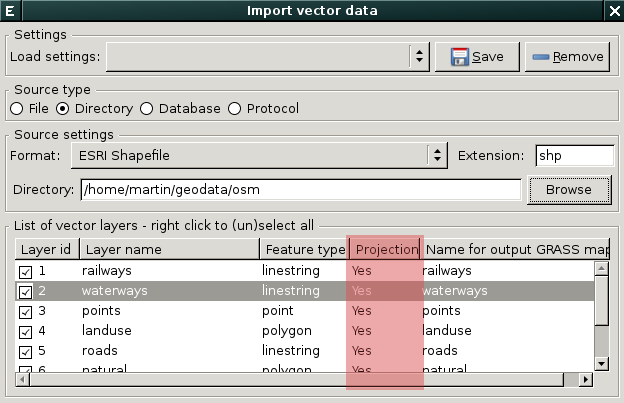 E Import vector data X
Settings
Load settings: Save Remove
Source type
File Directory Database Protocol
Source settings
Format: ESRI Shapefile Extension: shp
Directory: /home/martin/geodata/osm Browse
List of vector layers - right click to (un)select all
Layer id Layer name Feature type Projection Name for output GRASS map
1 railways linestring Yes railways
2 waterways linestring Yes waterways
3 points point Yes points
4 landuse polygon Yes landuse
5 roads linestring Yes roads
6 natural polygon Yes natural